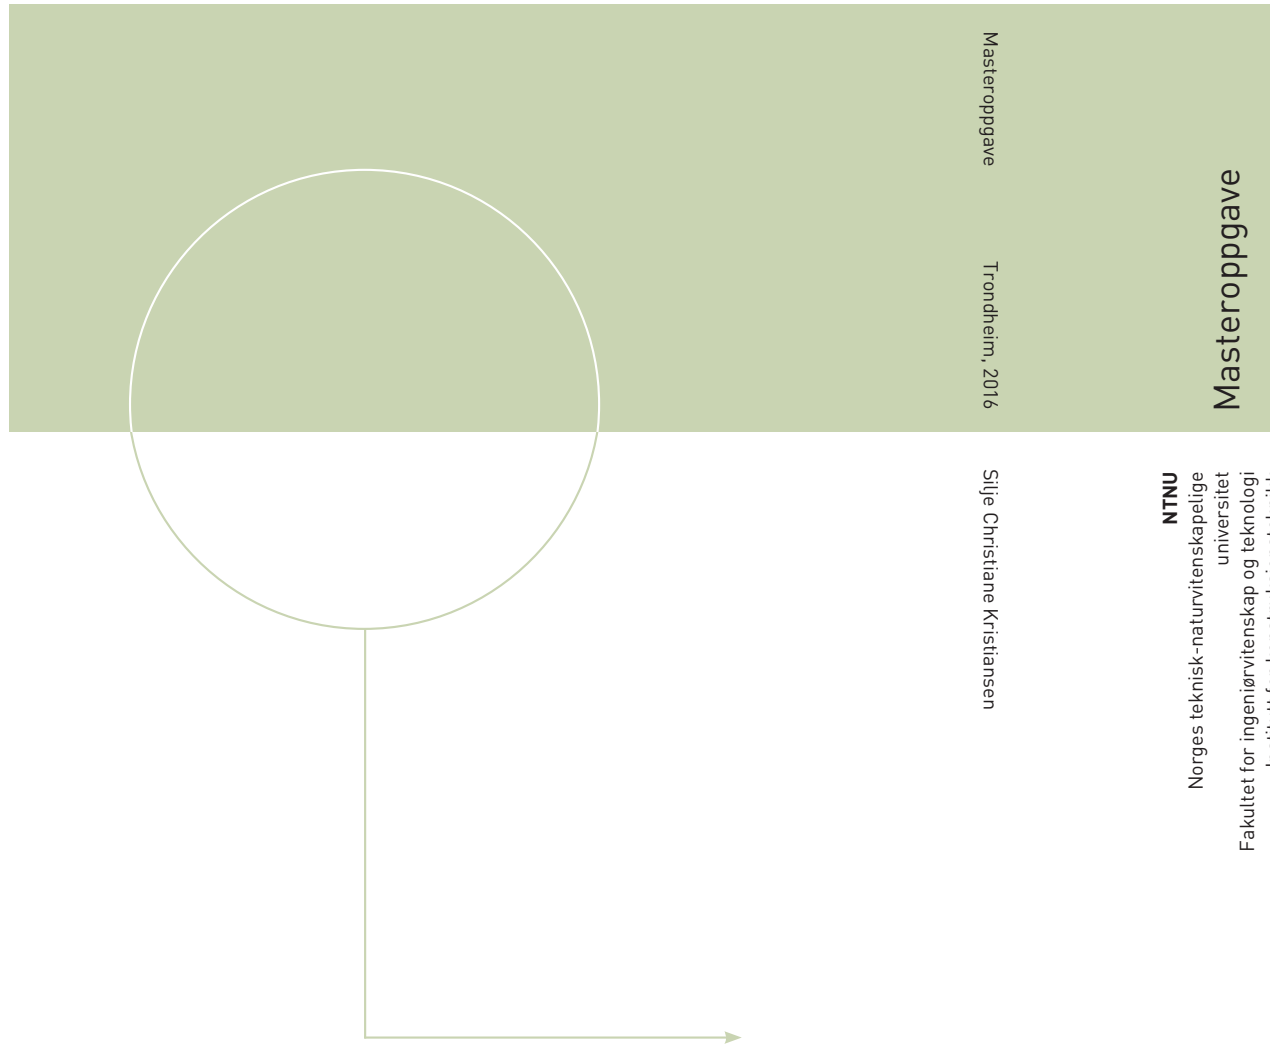 Masteroppgave
Trondheim, 2016
Silje Christiane Kristiansen
Masteroppgave
NTNU
Norges teknisk-naturvitenskapelige
universitet
Fakultet for ingeniørvitenskap og teknologi